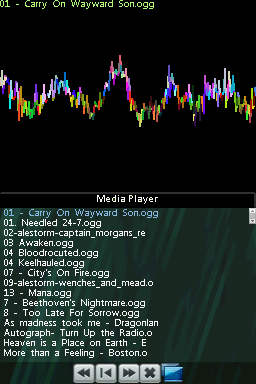 01 - Carry On Wayward Son.ogg
Media Player
01 - Carry On Wayward Son.ogg
01. Needled 24-7.ogg
02-alestorm-captain_morgans_re
03 Awaken.ogg
04 Bloodrocuted.ogg
04 Keelhauled.ogg
07 - City's On Fire.ogg
09-alestorm-wenches_and_mead.o
13 - Mana.ogg
7 - Beethoven's Nightmare.ogg
8 - Too Late For Sorrow.ogg
As madness took me - Dragonlan
Autograph- Turn Up the Radio.o
Heaven is a Place on Earth - E
More than a Feeling - Boston.o